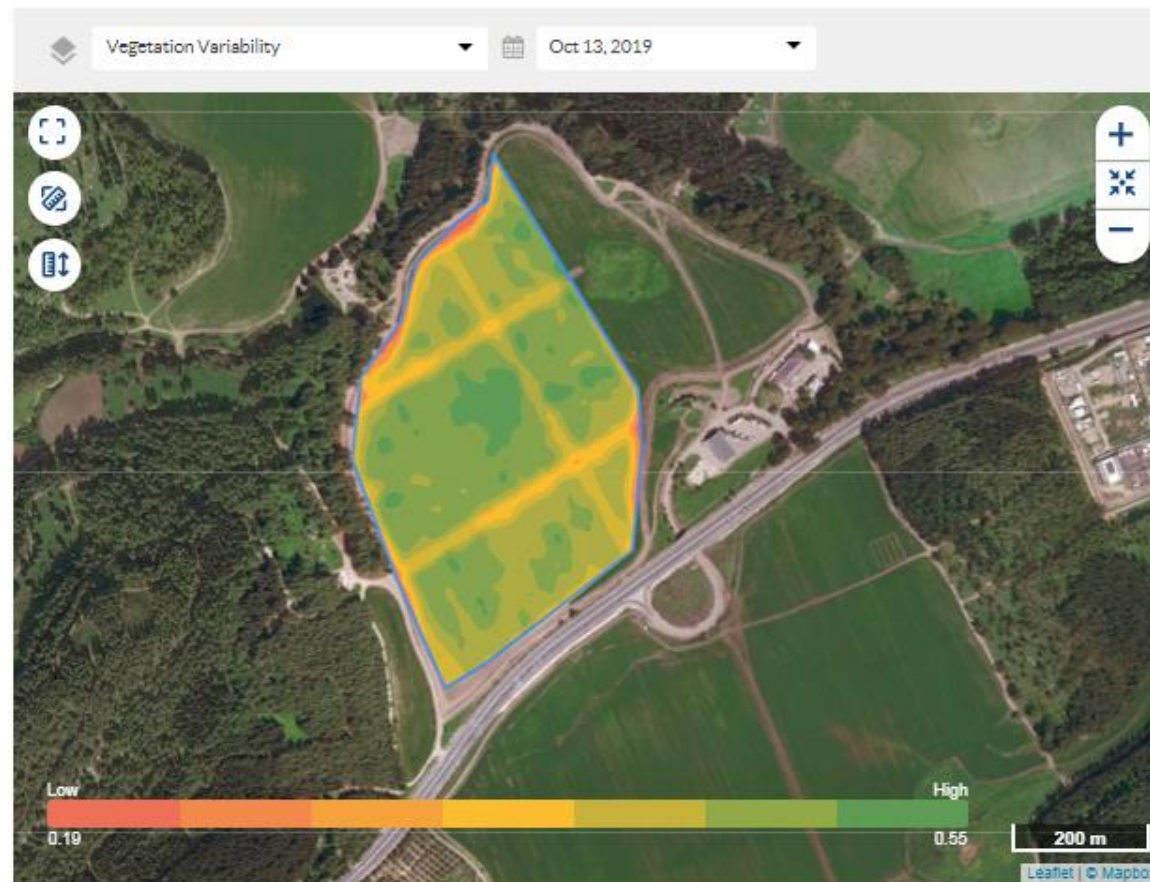 Vegetation Variability
Oct 13, 2019
+
−
Low High
0.19 0.55
200 m
Leaflet | © Mapbo